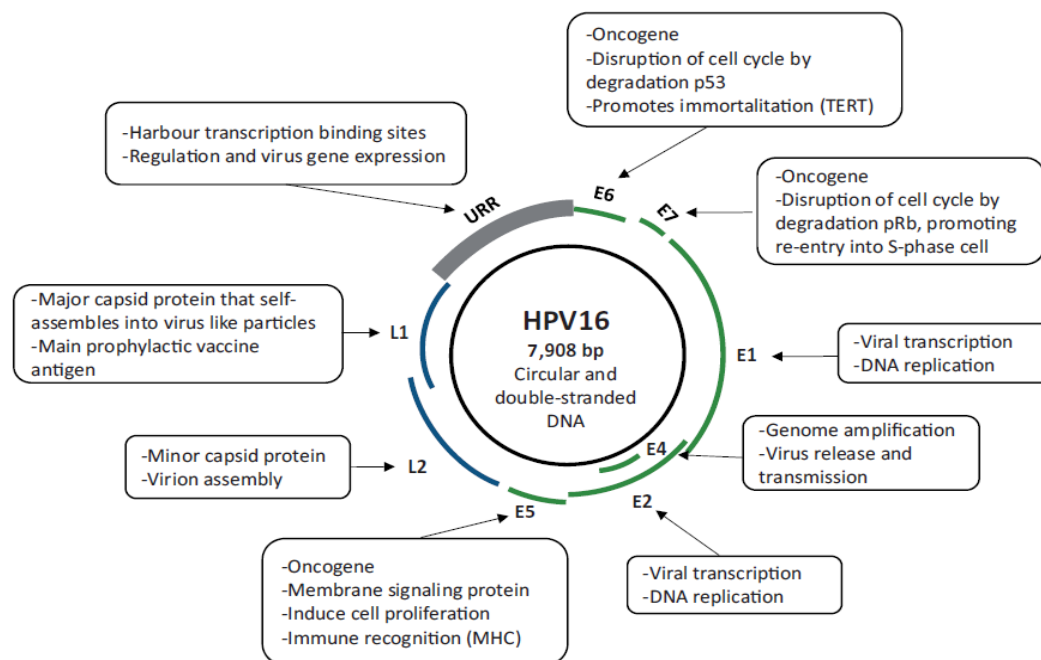 -Oncogene
-Disruption of cell cycle by
degradation p53
-Promotes immortalitation (TERT)
-Harbour transcription binding sites
-Regulation and virus gene expression
URR
E6
E7
-Oncogene
-Disruption of cell cycle by
degradation pRb, promoting
re-entry into S-phase cell
-Major capsid protein that self-
assembles into virus like particles
-Main prophylactic vaccine
antigen
L1
HPV16
7,908 bp
Circular and
double-stranded
DNA
E1
-Viral transcription
-DNA replication
-Minor capsid protein
-Virion assembly
L2
E4
-Genome amplification
-Virus release and
transmission
E5
E2
-Oncogene
-Membrane signaling protein
-Induce cell proliferation
-Immune recognition (MHC)
-Viral transcription
-DNA replication